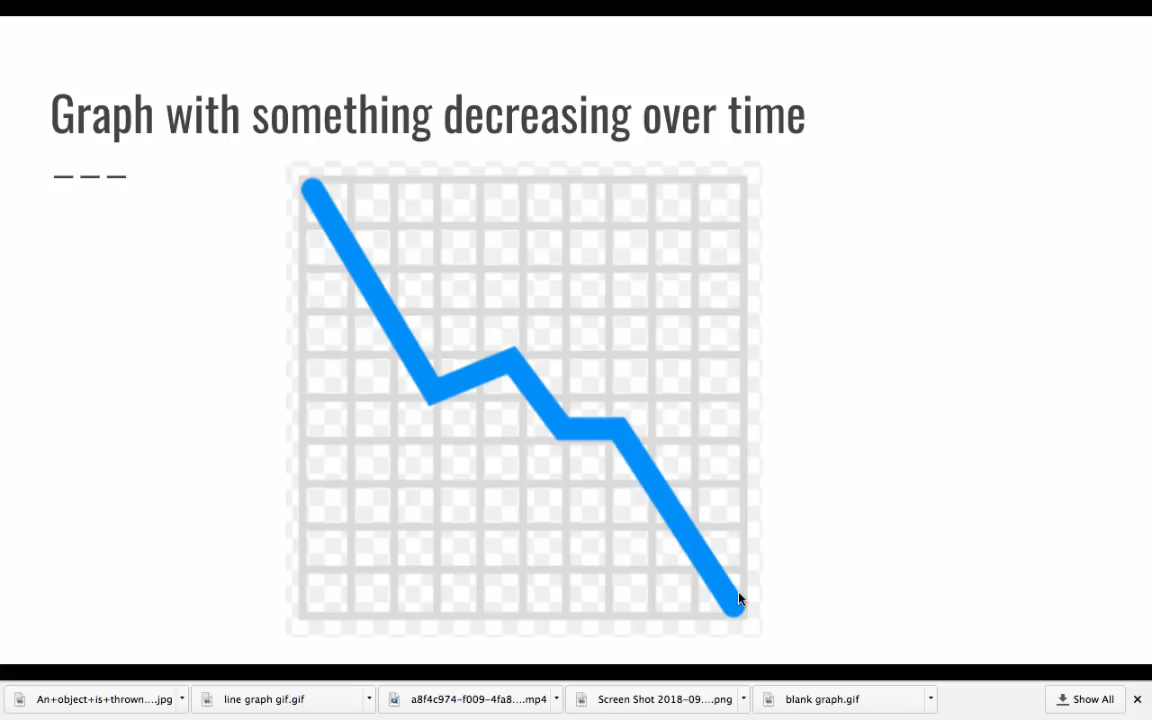 Graph with something decreasing over time
An+object+is+thrown....jpg
line graph gif.gif
a8f4c974-f009-4fa8....mp4
Screen Shot 2018-09....png
blank graph.gif
Show All